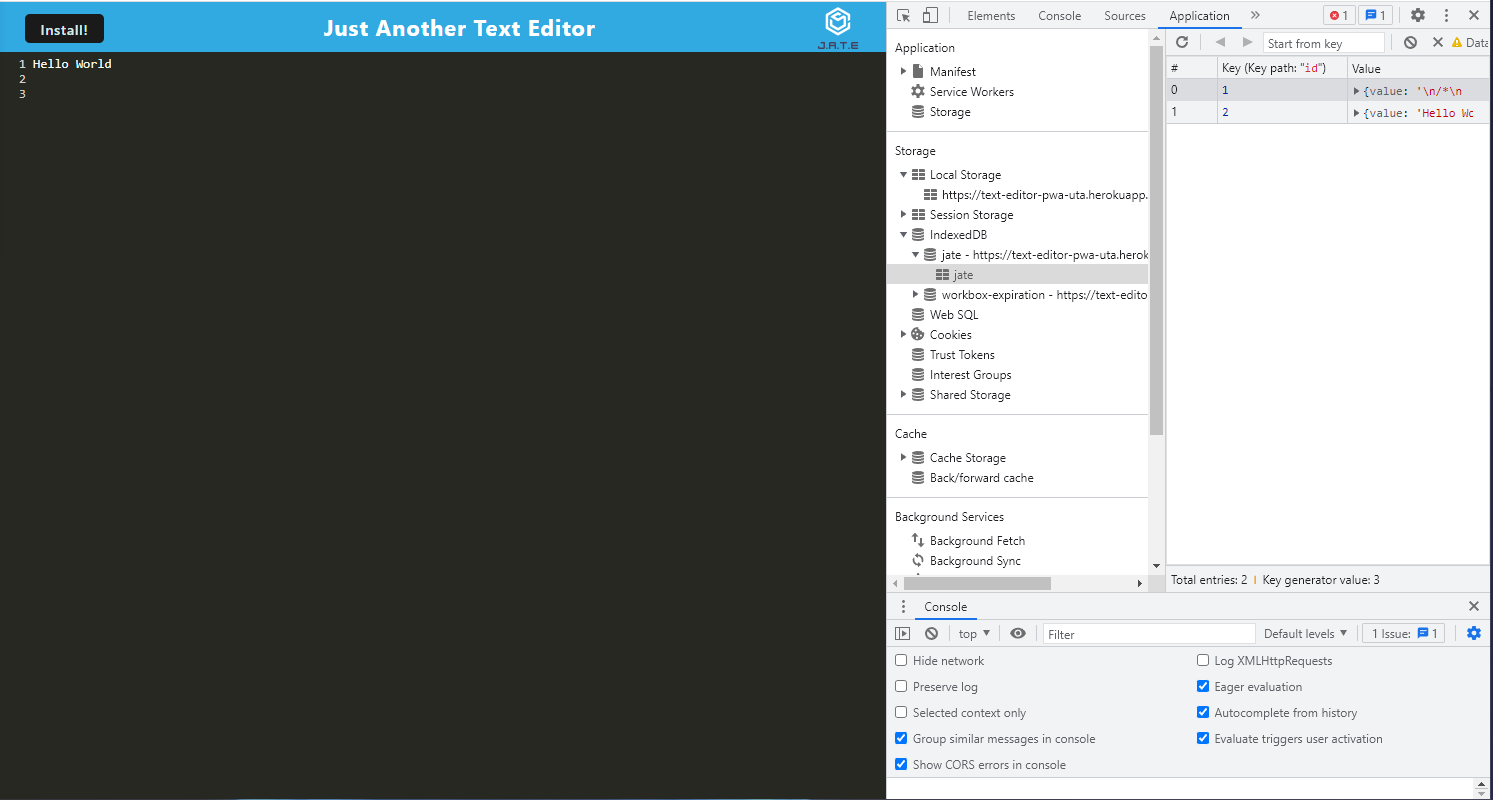 Install!
Just Another Text Editor
J.A.T.E
1 Hello World
2
3
Elements Console Sources Application 1 1
Application
Manifest
Service Workers
Storage
Storage
Local Storage
https://text-editor-pwa-uta.herokuapp.
Session Storage
IndexedDB
jate - https://text-editor-pwa-uta.herok
jate
workbox-expiration - https://text-edito
Web SQL
Cookies
Trust Tokens
Interest Groups
Shared Storage
Cache
Cache Storage
Back/forward cache
Background Services
Background Fetch
Background Sync
Start from key Data
# Key (Key path: "id") Value
0 1 {value: '\n/*\n
1 2 {value: 'Hello Wc
Total entries: 2 Key generator value: 3
Console
top Filter Default levels 1 Issue: 1
Hide network Log XMLHttpRequests
Preserve log Eager evaluation
Selected context only Autocomplete from history
Group similar messages in console Evaluate triggers user activation
Show CORS errors in console